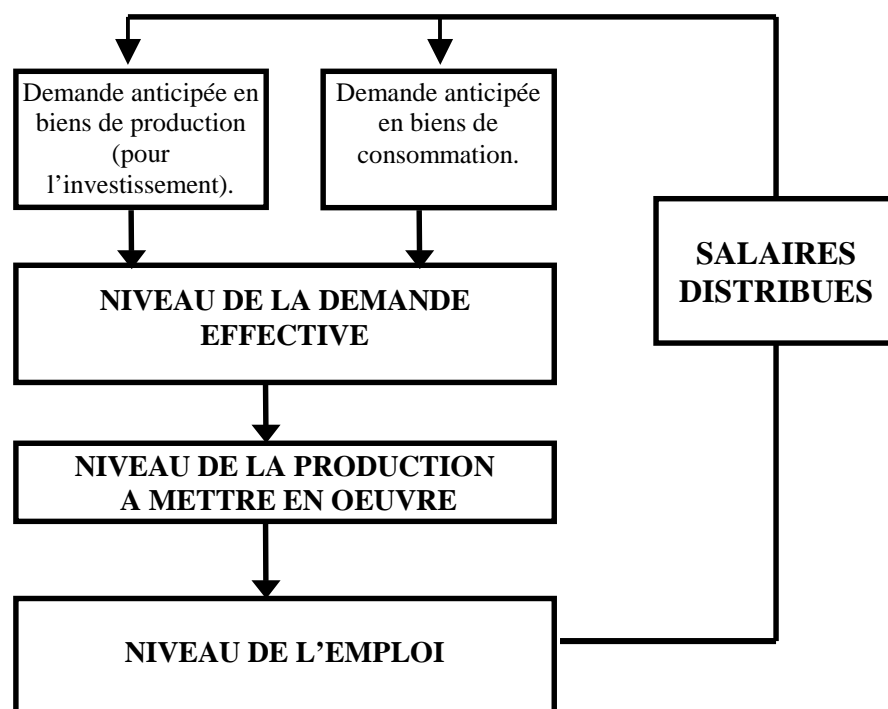 Demande anticipée en
biens de production
(pour
l’investissement).
Demande anticipée
en biens de
consommation.
SALAIRES
DISTRIBUES
NIVEAU DE LA DEMANDE
EFFECTIVE
NIVEAU DE LA PRODUCTION
A METTRE EN OEUVRE
NIVEAU DE L’EMPLOI